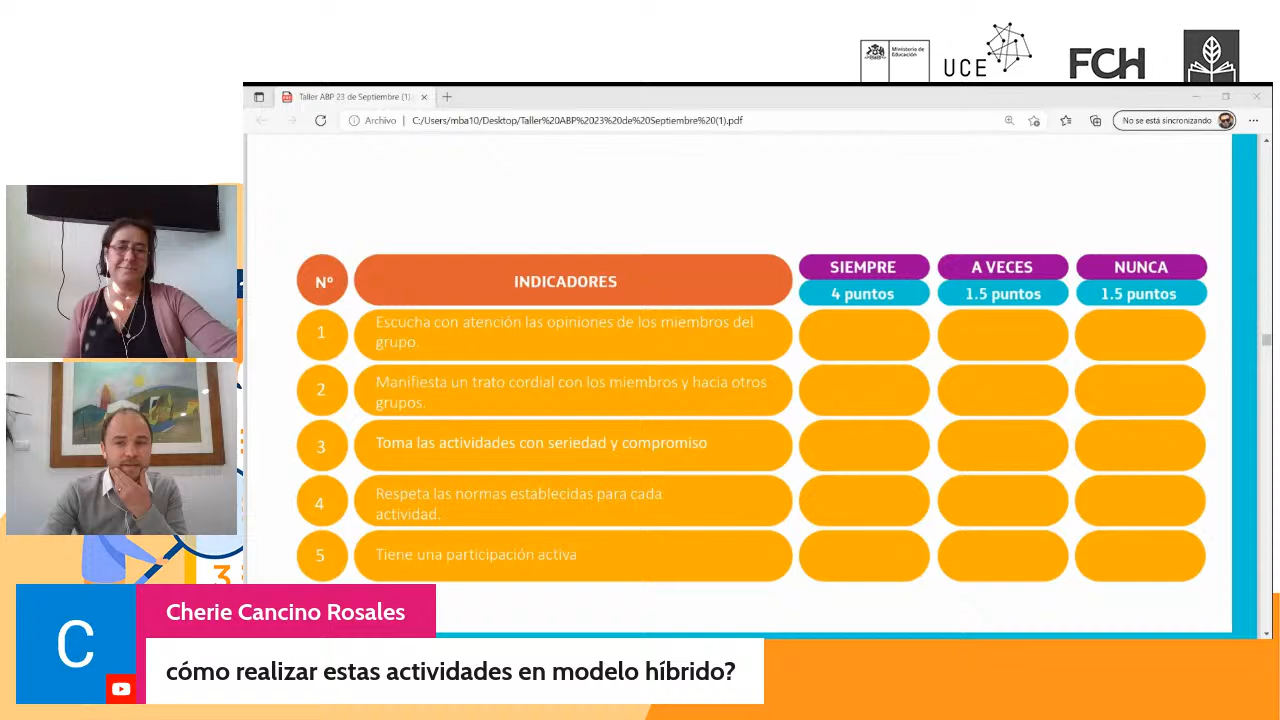 Ministerio de
Educación
UCE
FCH
Taller ABP 23 de Septiembre (1).
Archivo
C:/Users/mba10/Desktop/Taller%20ABP%2023%20de%20Septiembre%20(1).pdf
No se está sincronizando
Nº
INDICADORES
SIEMPRE
A VECES
NUNCA
4 puntos
1.5 puntos
1.5 puntos
1
Escucha con atención las opiniones de los miembros del
grupo.
2
Manifiesta un trato cordial con los miembros y hacia otros
grupos.
3
Toma las actividades con seriedad y compromiso
4
Respeta las normas establecidas para cada
actividad.
5
Tiene una participación activa
3
C
Cherie Cancino Rosales
cómo realizar estas actividades en modelo híbrido?